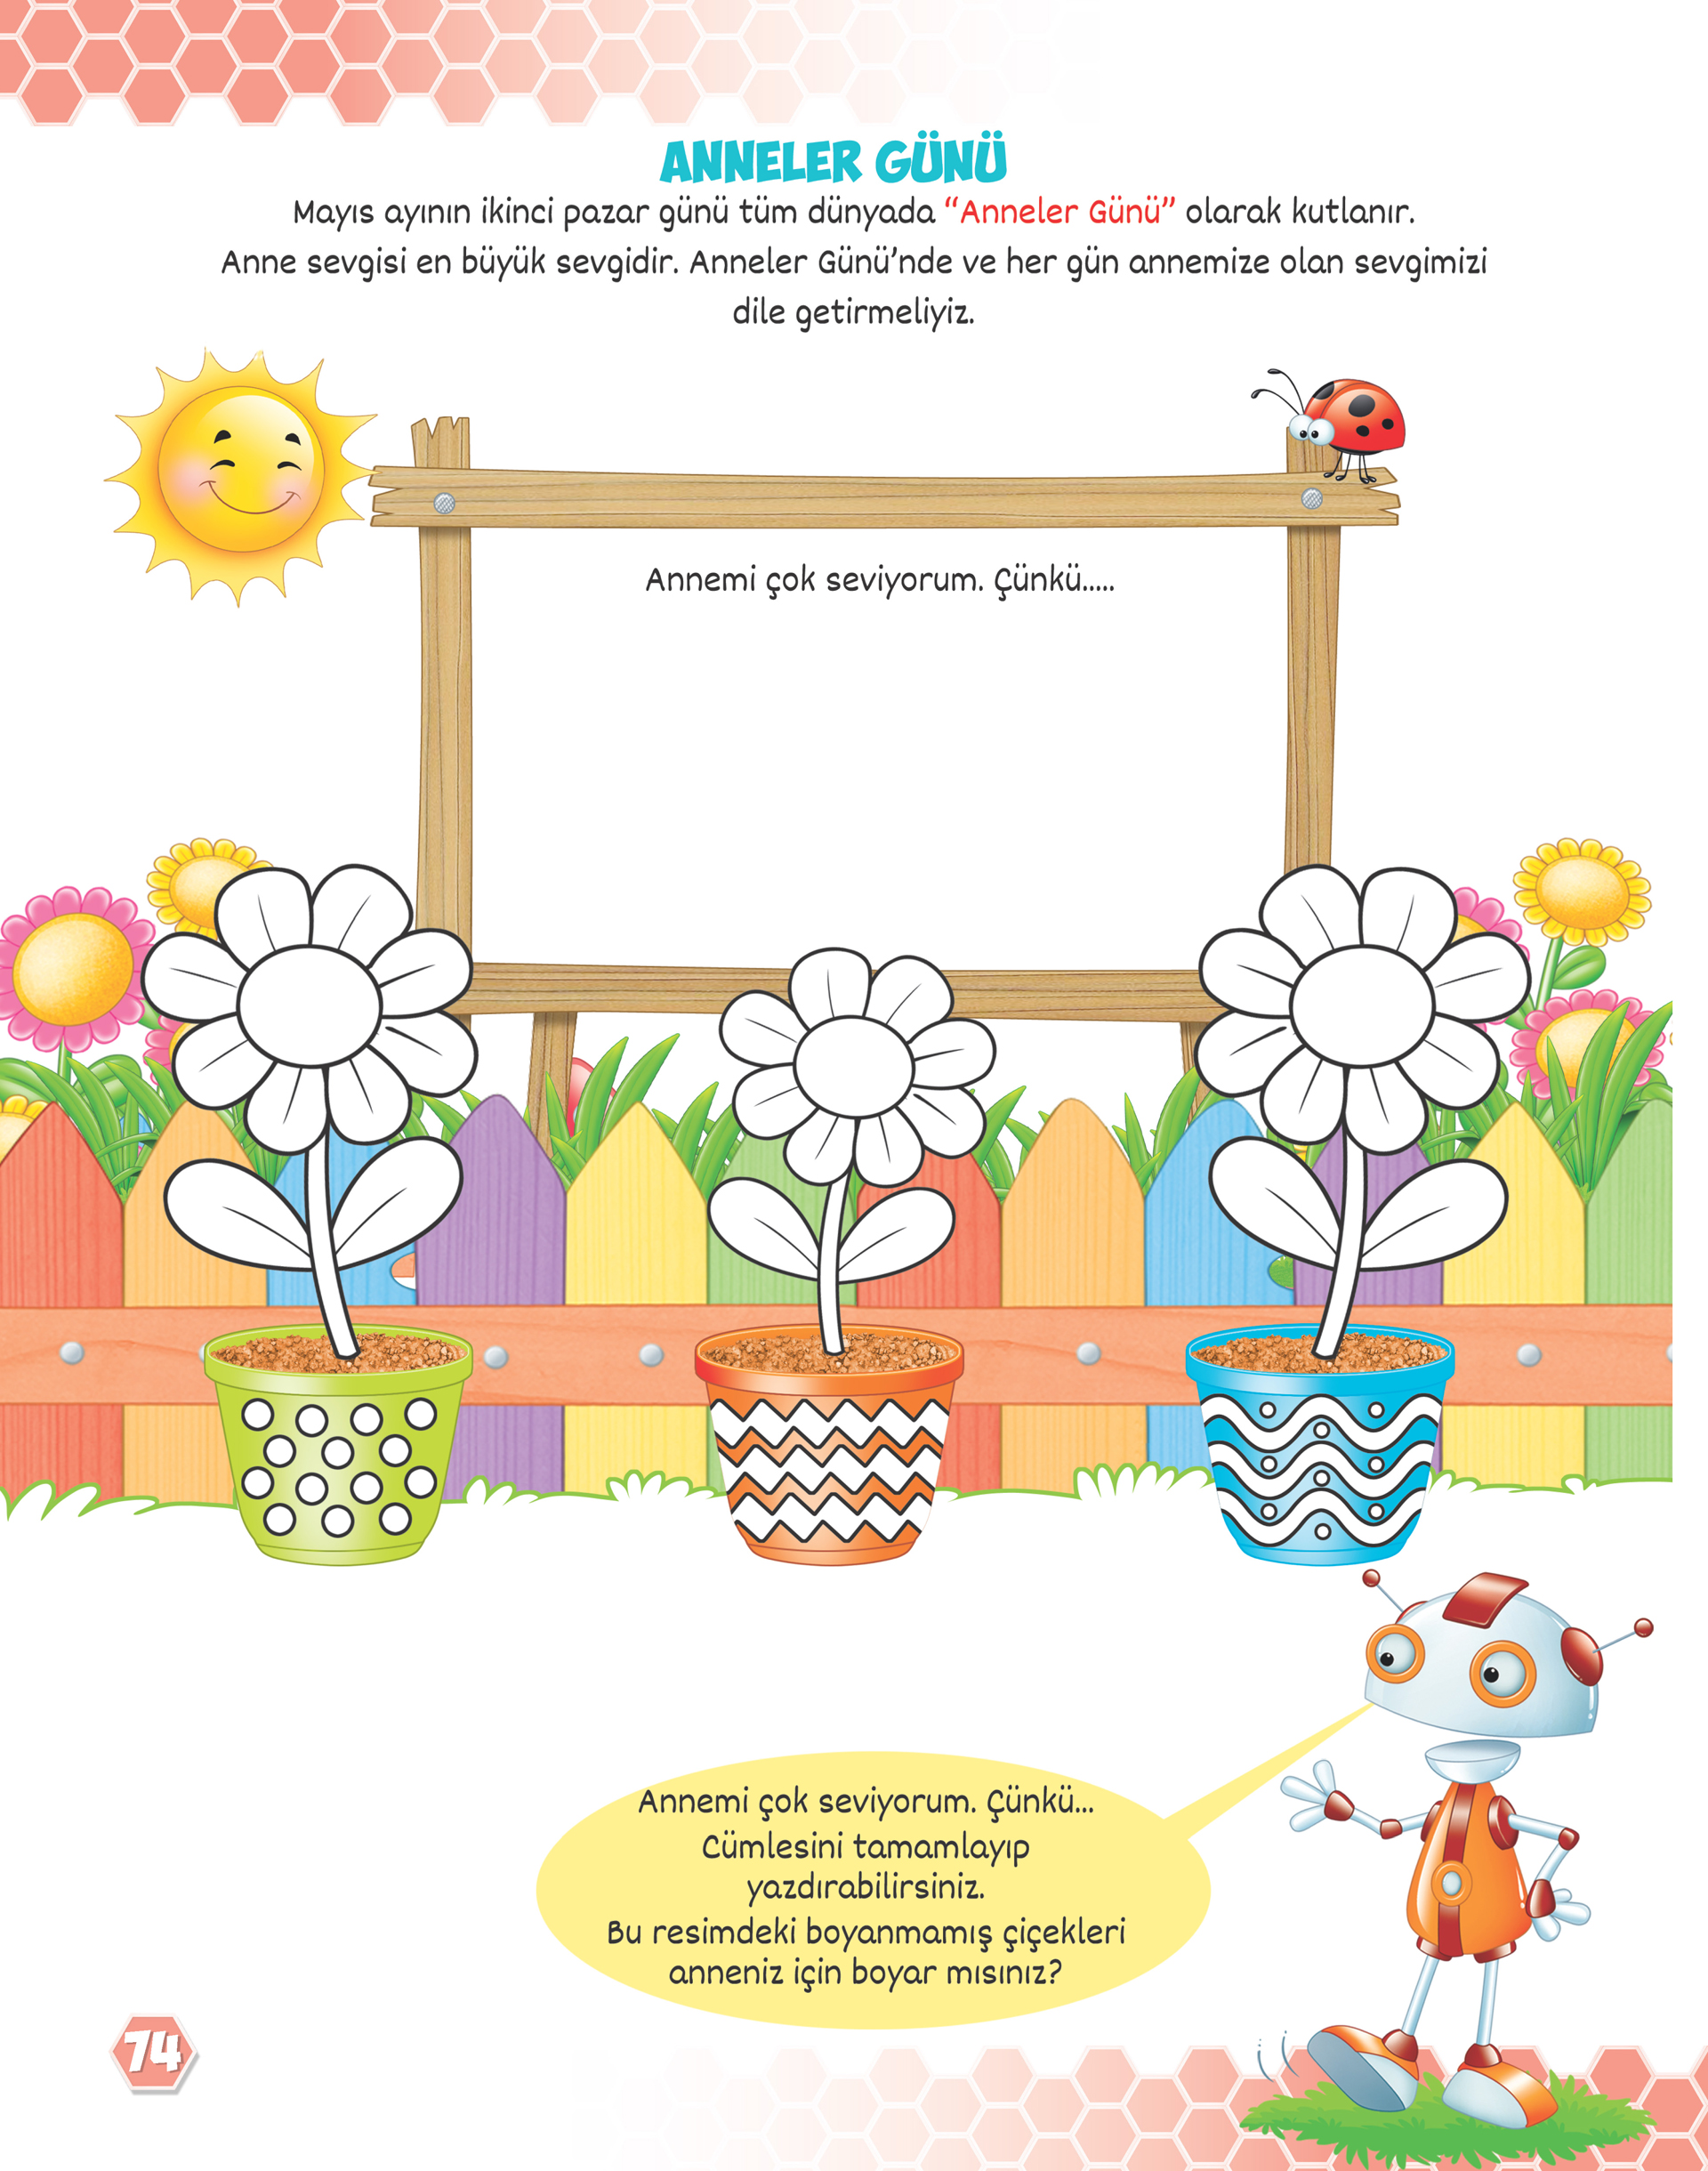 ANNELER GÜNÜ
Mayıs ayının ikinci pazar günü tüm dünyada “Anneler Günü” olarak kutlanır.
Anne sevgisi en büyük sevgidir. Anneler Günü’nde ve her gün annemize olan sevgimizi
dile getirmeliyiz.
Annemi çok seviyorum. Çünkü.....
Annemi çok seviyorum. Çünkü...
Cümlesini tamamlayıp
yazdırabilirsiniz.
Bu resimdeki boyanmamış çiçekleri
anneniz için boyar mısınız?
74